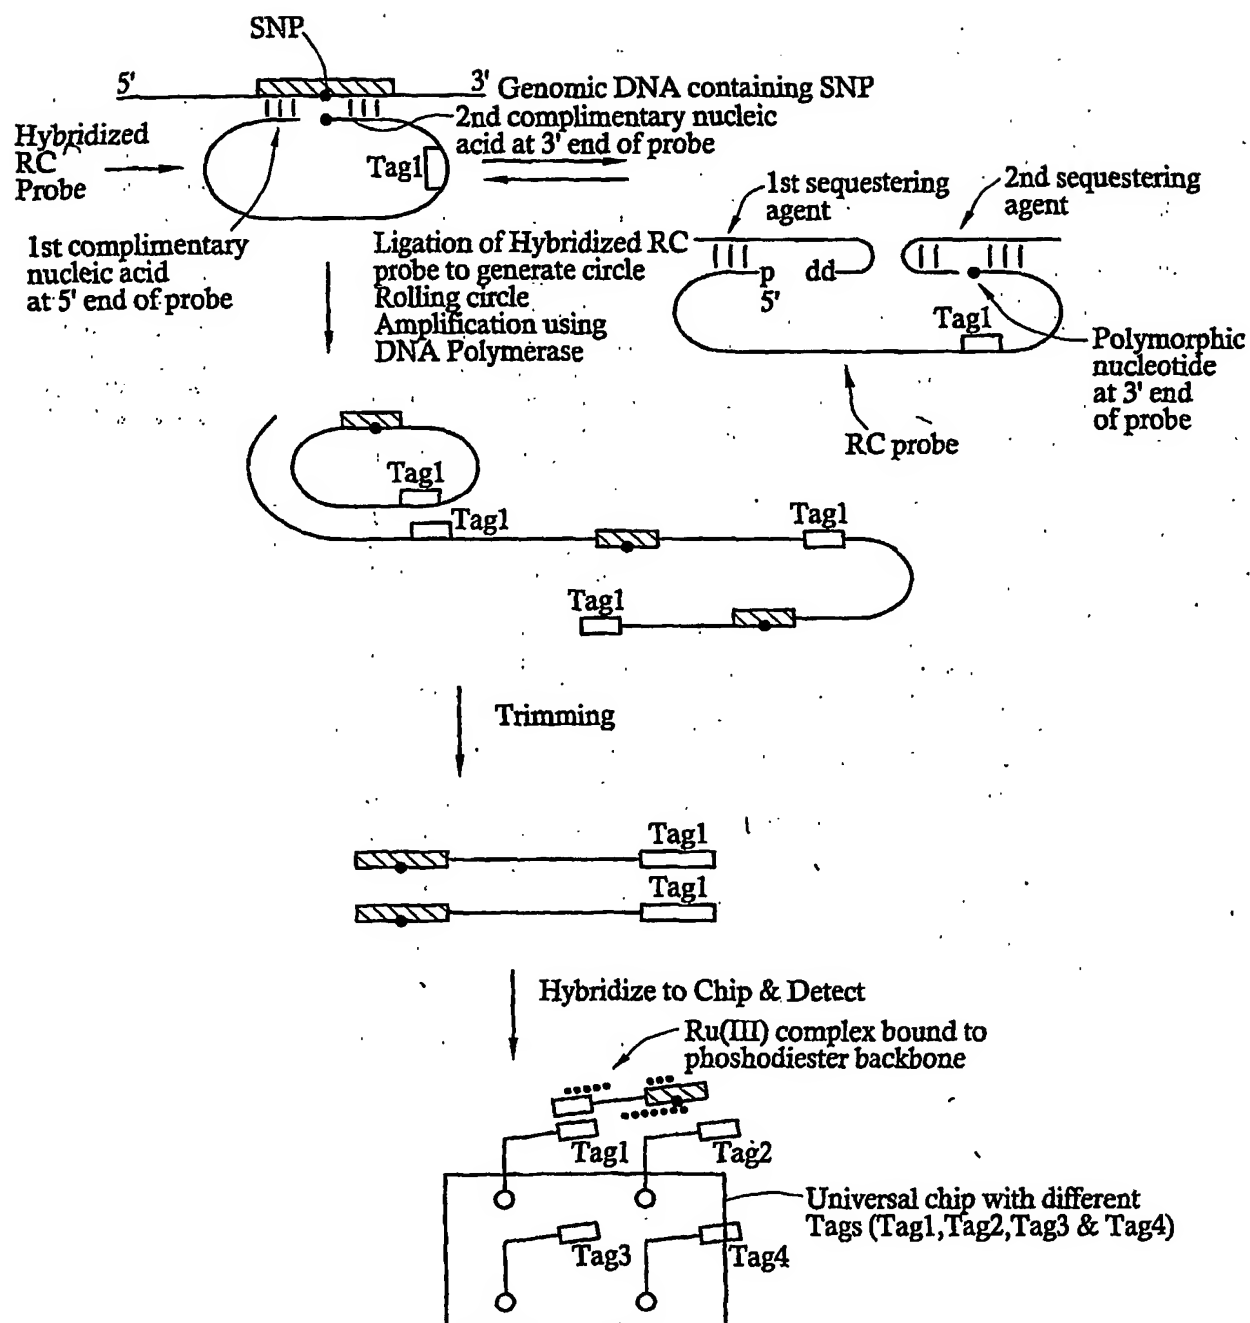 SNP
5'
3'
Genomic DNA containing SNP
2nd complimentary nucleic
acid at 3' end of probe
Hybridized
RC
Probe
Tag1
1st complimentary
nucleic acid
at 5' end of probe
1st sequestering
agent
2nd sequestering
agent
Ligation of Hybridized RC
probe to generate circle
Rolling circle
Amplification using
DNA Polymerase
p
dd
5'
Tag1
Polymorphic
nucleotide
at 3' end
of probe
RC probe
Tag1
Tag1
Tag1
Tag1
Trimming
Tag1
Tag1
Hybridize to Chip & Detect
Ru(III) complex bound to
phoshodiester backbone
Tag1
Tag2
Universal chip with different
Tags (Tag1,Tag2,Tag3 & Tag4)
Tag3
Tag4